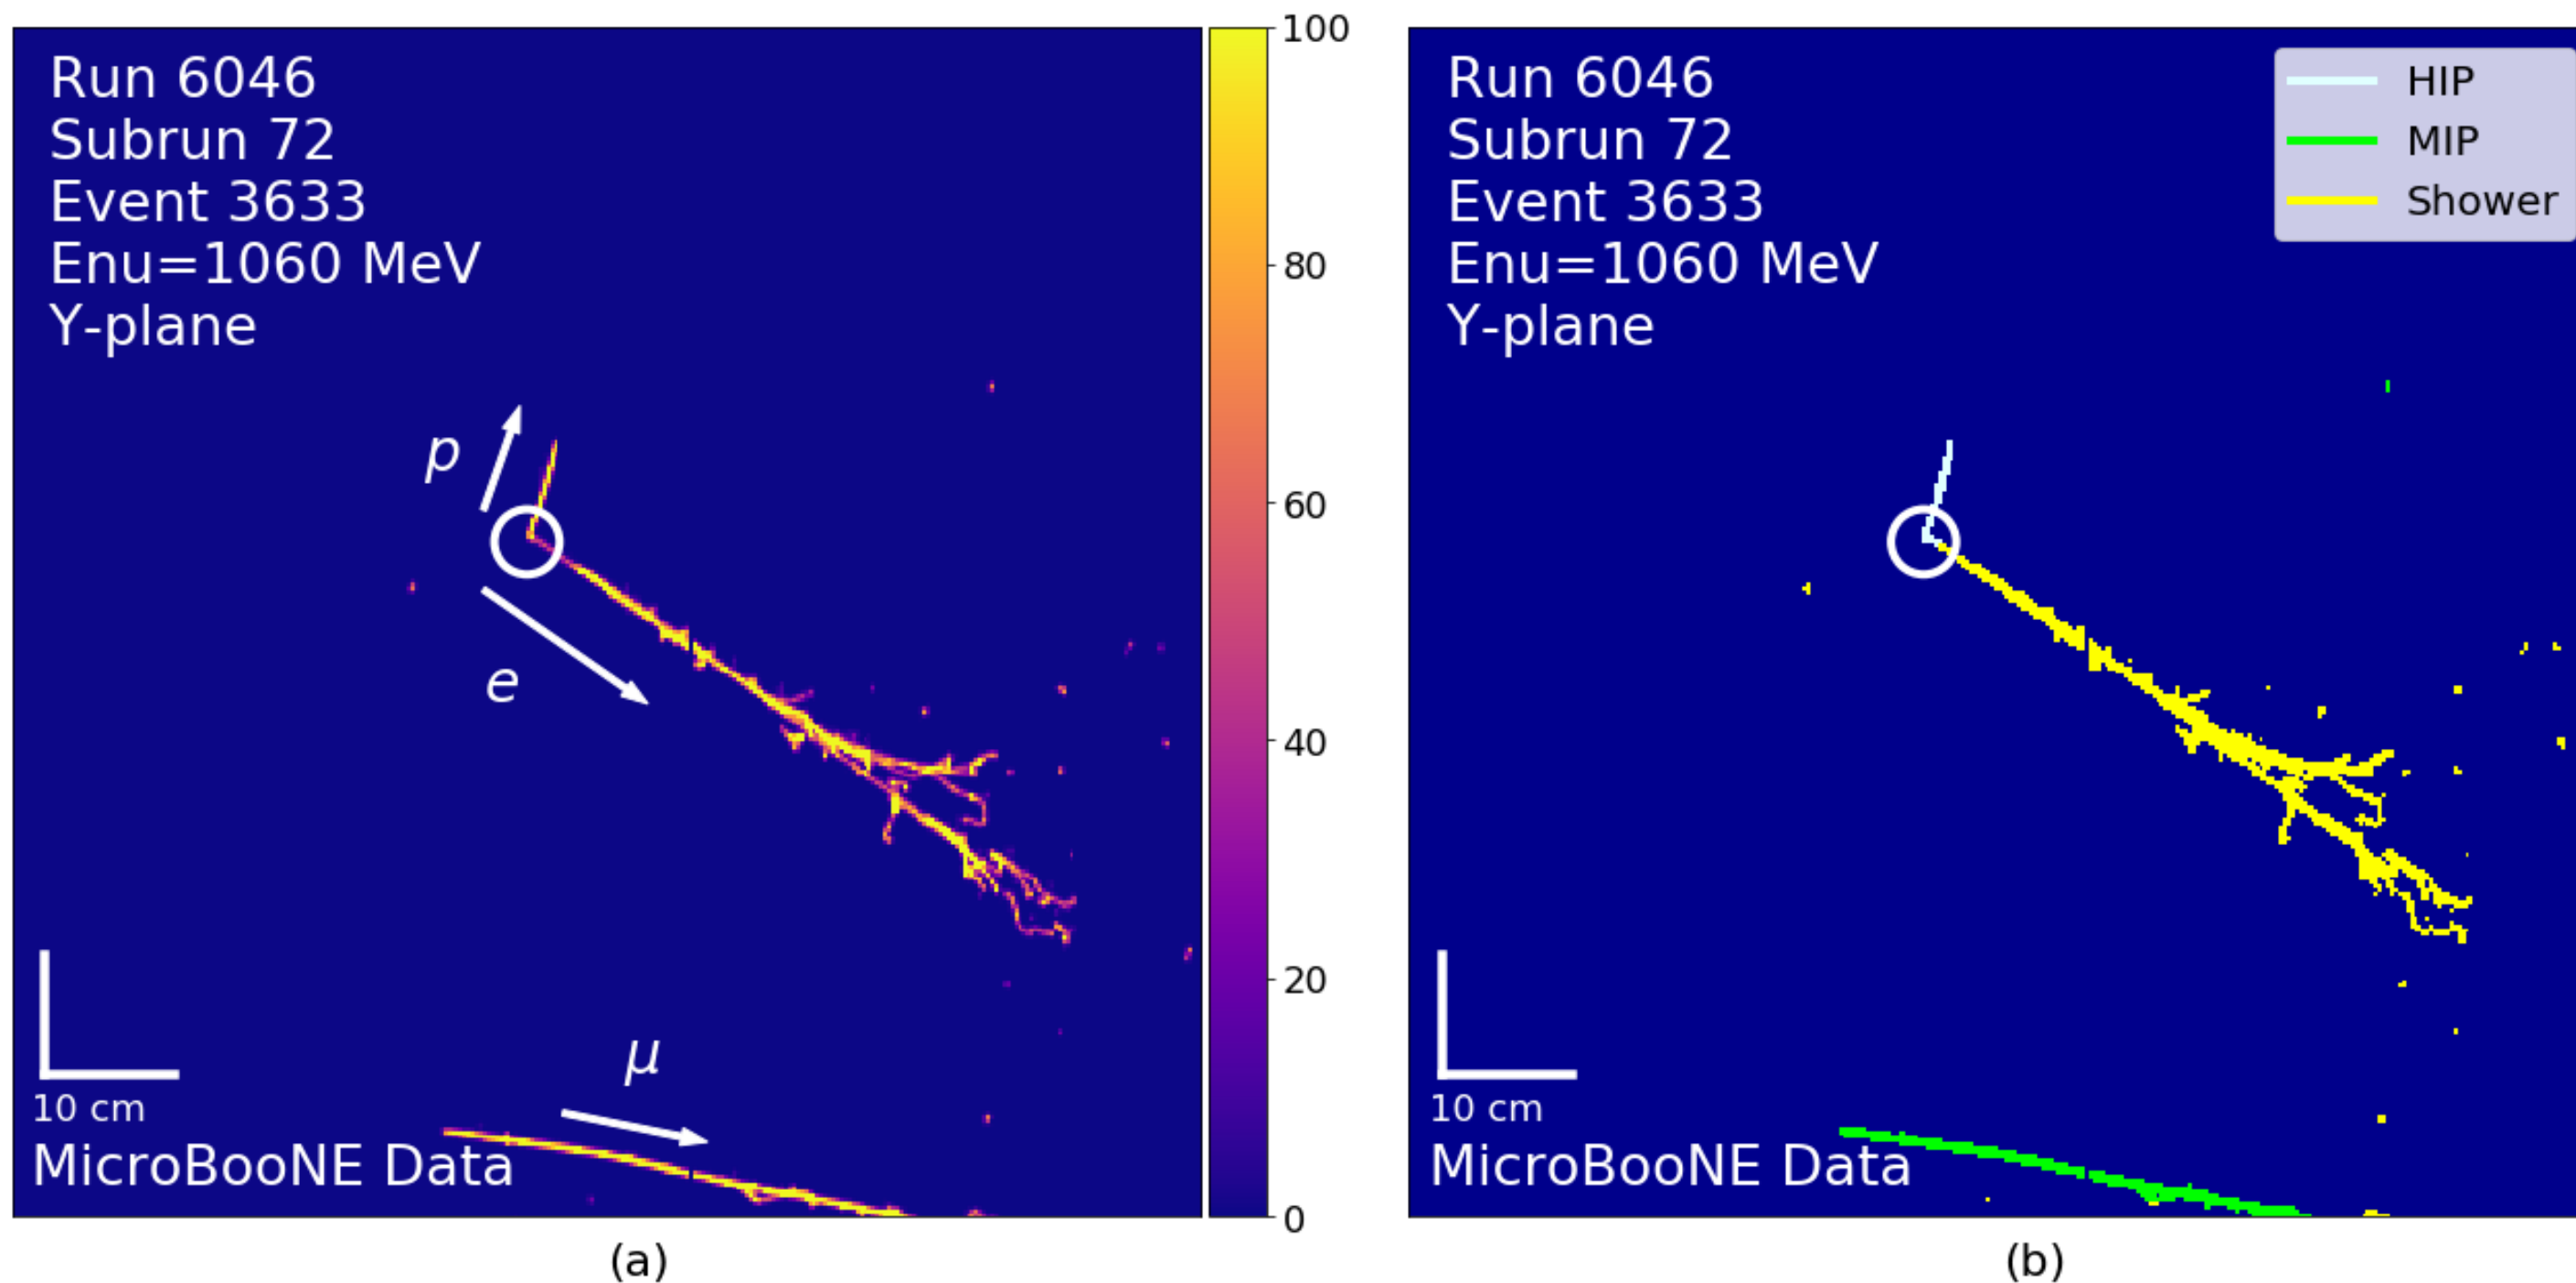 Run 6046
Subrun 72
Event 3633
Enu=1060 MeV
Y-plane
p
e
μ
10 cm
MicroBooNE Data
100
80
60
40
20
0
(a)
Run 6046
Subrun 72
Event 3633
Enu=1060 MeV
Y-plane
HIP
MIP
Shower
10 cm
MicroBooNE Data
(b)